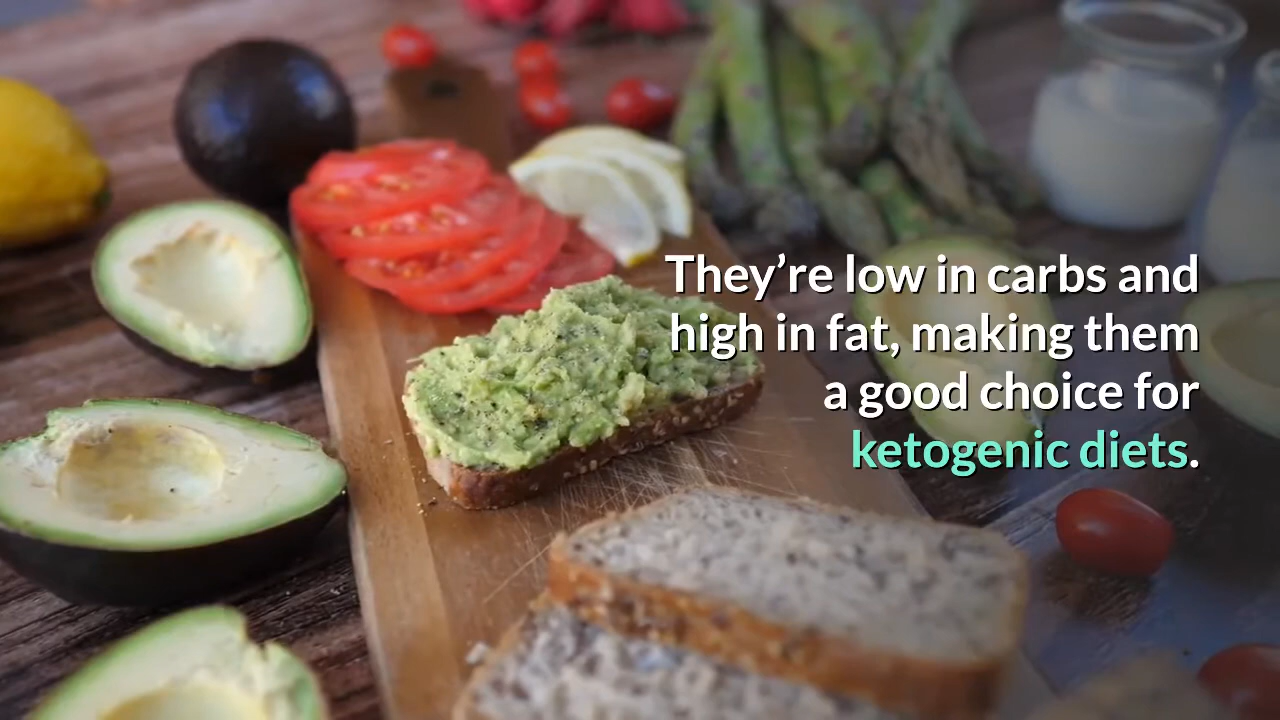 They’re low in carbs and
high in fat, making them
a good choice for
ketogenic diets.